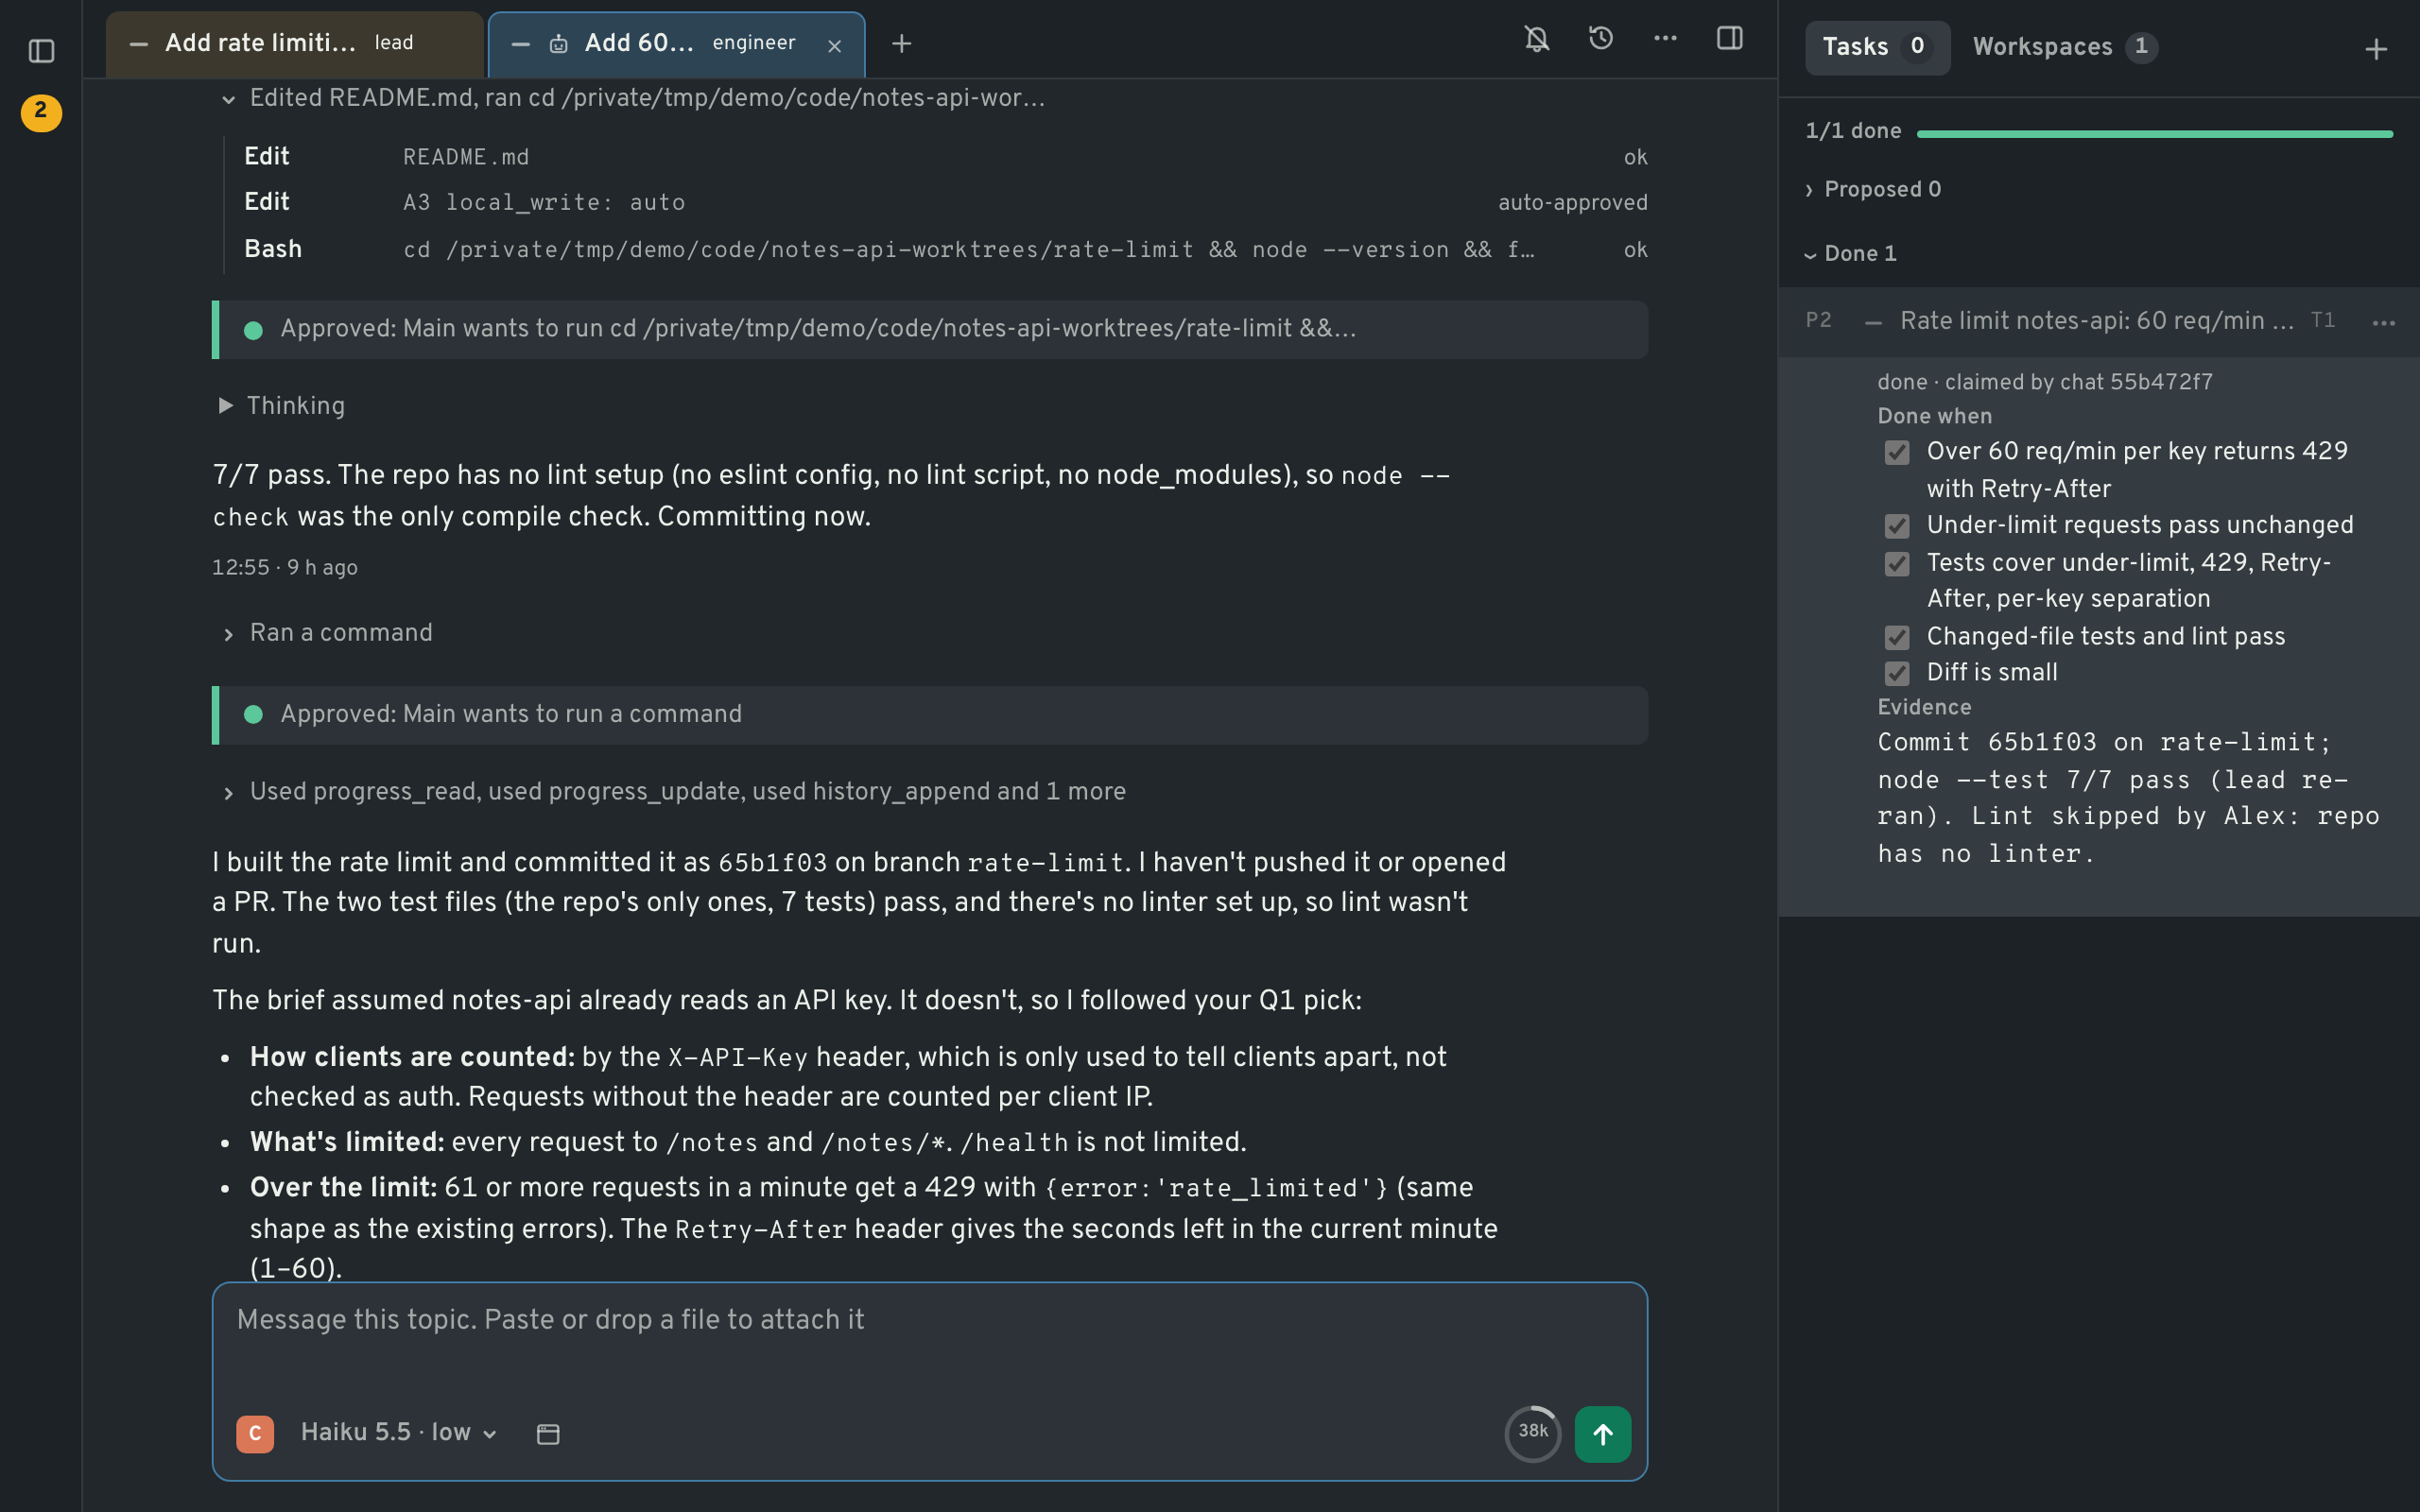 Add rate limiti… lead
Add 60… engineer
Tasks 0 Workspaces 1
2
Edited README.md, ran cd /private/tmp/demo/code/notes-api-wor…
Edit README.md ok
Edit A3 local_write: auto auto-approved
Bash cd /private/tmp/demo/code/notes-api-worktrees/rate-limit && node --version && f… ok
Approved: Main wants to run cd /private/tmp/demo/code/notes-api-worktrees/rate-limit &&…
Thinking
7/7 pass. The repo has no lint setup (no eslint config, no lint script, no node_modules), so node --
check was the only compile check. Committing now.
12:55 · 9 h ago
Ran a command
Approved: Main wants to run a command
Used progress_read, used progress_update, used history_append and 1 more
I built the rate limit and committed it as 65b1f03 on branch rate-limit. I haven't pushed it or opened
a PR. The two test files (the repo's only ones, 7 tests) pass, and there's no linter set up, so lint wasn't
run.
The brief assumed notes-api already reads an API key. It doesn't, so I followed your Q1 pick:
• How clients are counted: by the X-API-Key header, which is only used to tell clients apart, not
checked as auth. Requests without the header are counted per client IP.
• What's limited: every request to /notes and /notes/*. /health is not limited.
• Over the limit: 61 or more requests in a minute get a 429 with {error:'rate_limited'} (same
shape as the existing errors). The Retry-After header gives the seconds left in the current minute
(1–60).
Message this topic. Paste or drop a file to attach it
C Haiku 5.5 · low 38k
1/1 done
Proposed 0
Done 1
P2 Rate limit notes-api: 60 req/min … T1
done · claimed by chat 55b472f7
Done when
Over 60 req/min per key returns 429
with Retry-After
Under-limit requests pass unchanged
Tests cover under-limit, 429, Retry-
After, per-key separation
Changed-file tests and lint pass
Diff is small
Evidence
Commit 65b1f03 on rate-limit;
node --test 7/7 pass (lead re-
ran). Lint skipped by Alex: repo
has no linter.